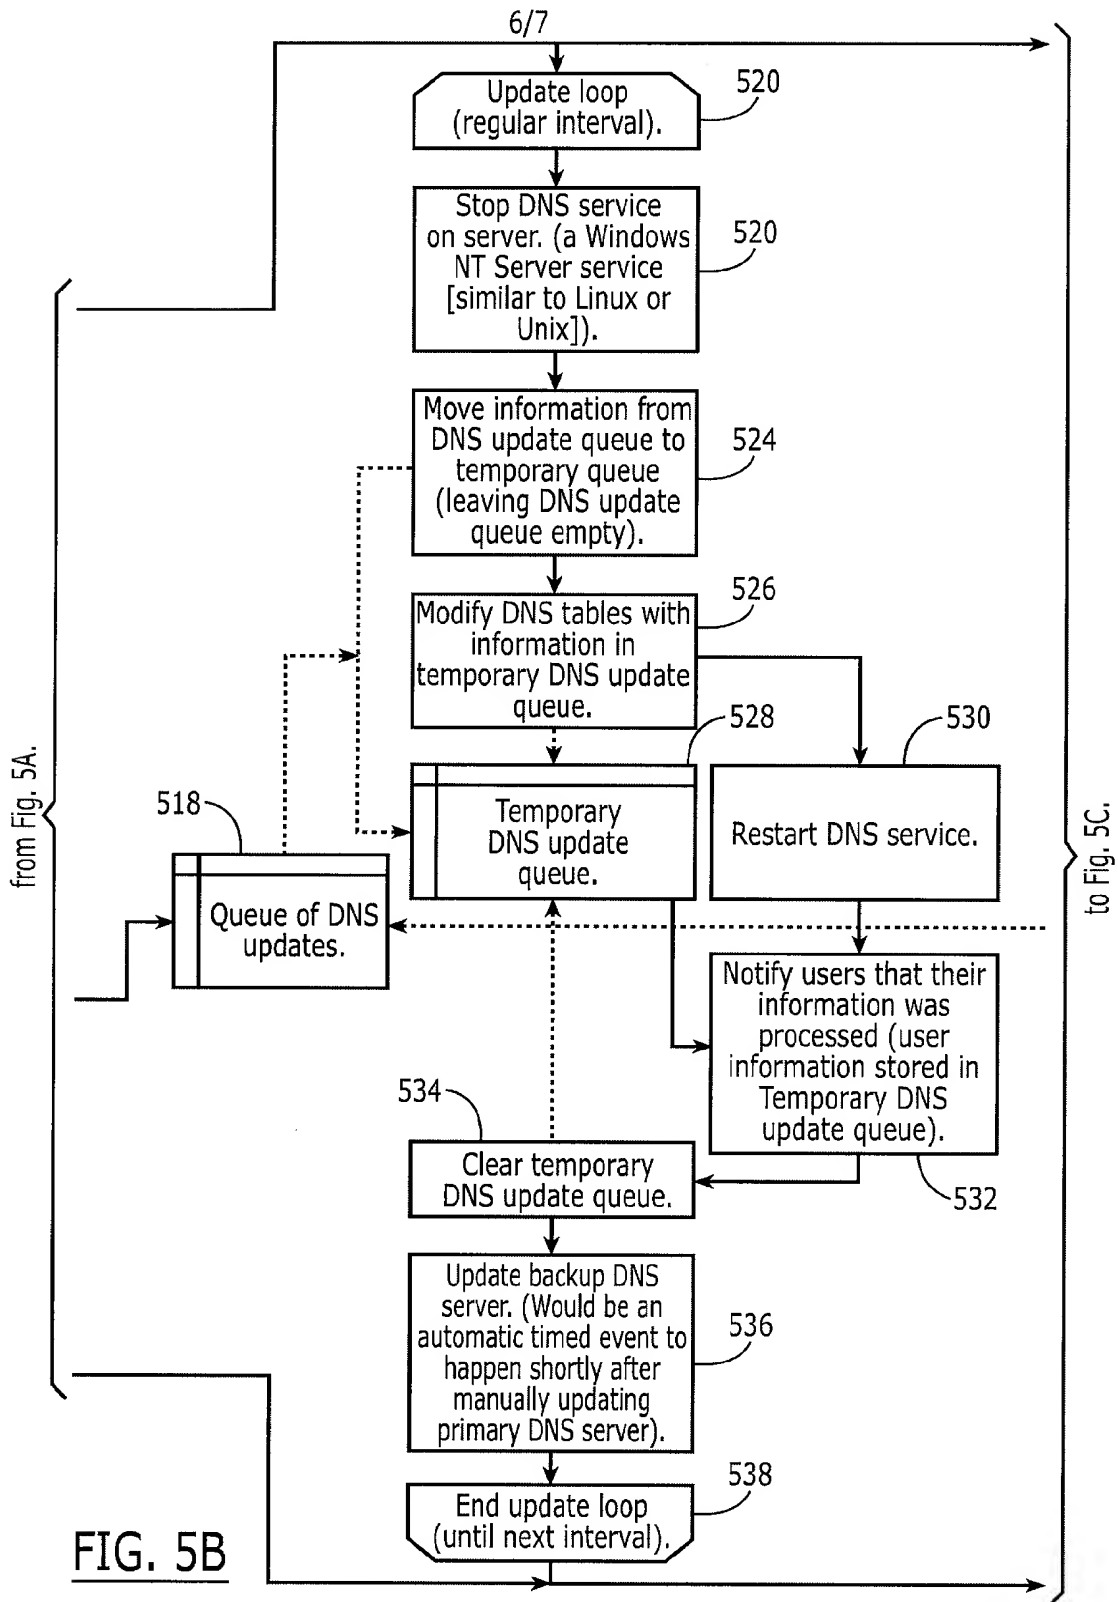 6/7
Update loop
(regular interval).
520
Stop DNS service
on server. (a Windows
NT Server service
[similar to Linux or
Unix]).
520
Move information from
DNS update queue to
temporary queue
(leaving DNS update
queue empty).
524
Modify DNS tables with
information in
temporary DNS update
queue.
526
528
530
from Fig. 5A.
to Fig. 5C.
518
Temporary
DNS update
queue.
Restart DNS service.
Queue of DNS
updates.
Notify users that their
information was
processed (user
information stored in
Temporary DNS
update queue).
532
534
Clear temporary
DNS update queue.
Update backup DNS
server. (Would be an
automatic timed event to
happen shortly after
manually updating
primary DNS server).
536
538
End update loop
(until next interval).
FIG. 5B